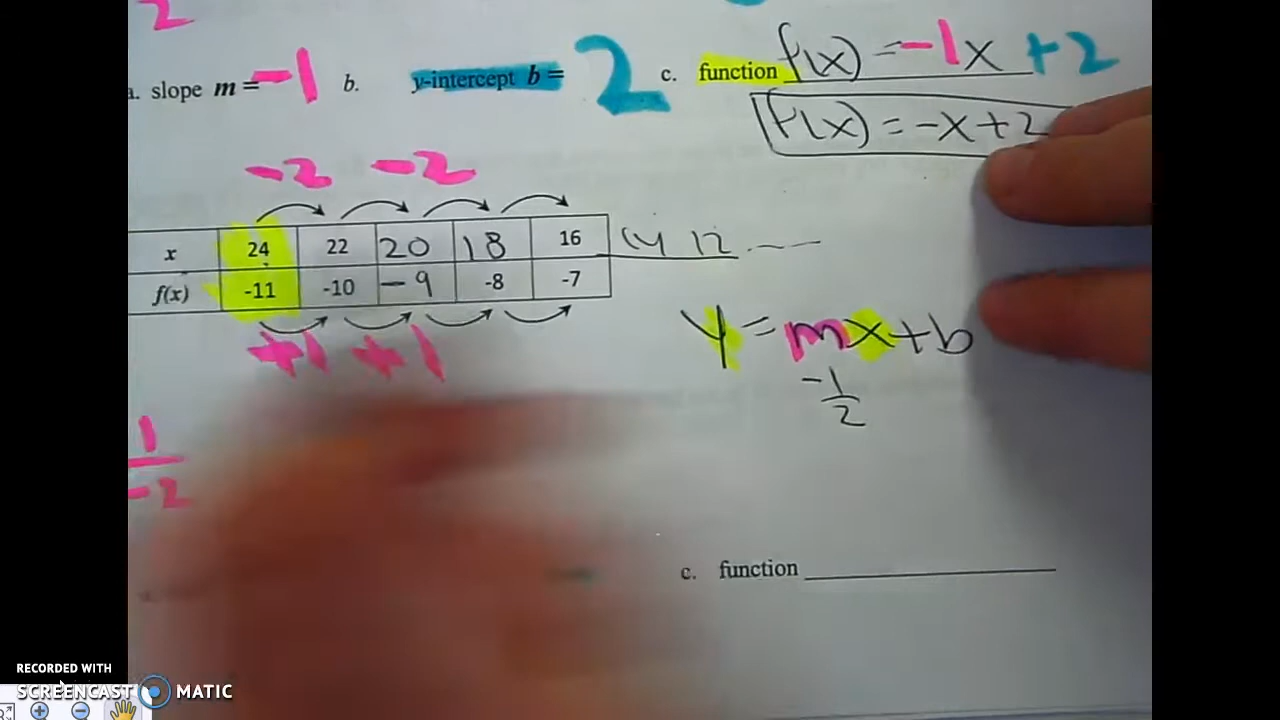 2
a. slope m = -1 b. y-intercept b = 2 c. function f(x) = -1x +2
f(x) = -x+2
-2 -2
x 24 22 20 18 16 14 12
f(x) -11 -10 -9 -8 -7
+1 +1
y = mx+b
-1
2
1
-2
c. function
RECORDED WITH
SCREENCAST MATIC